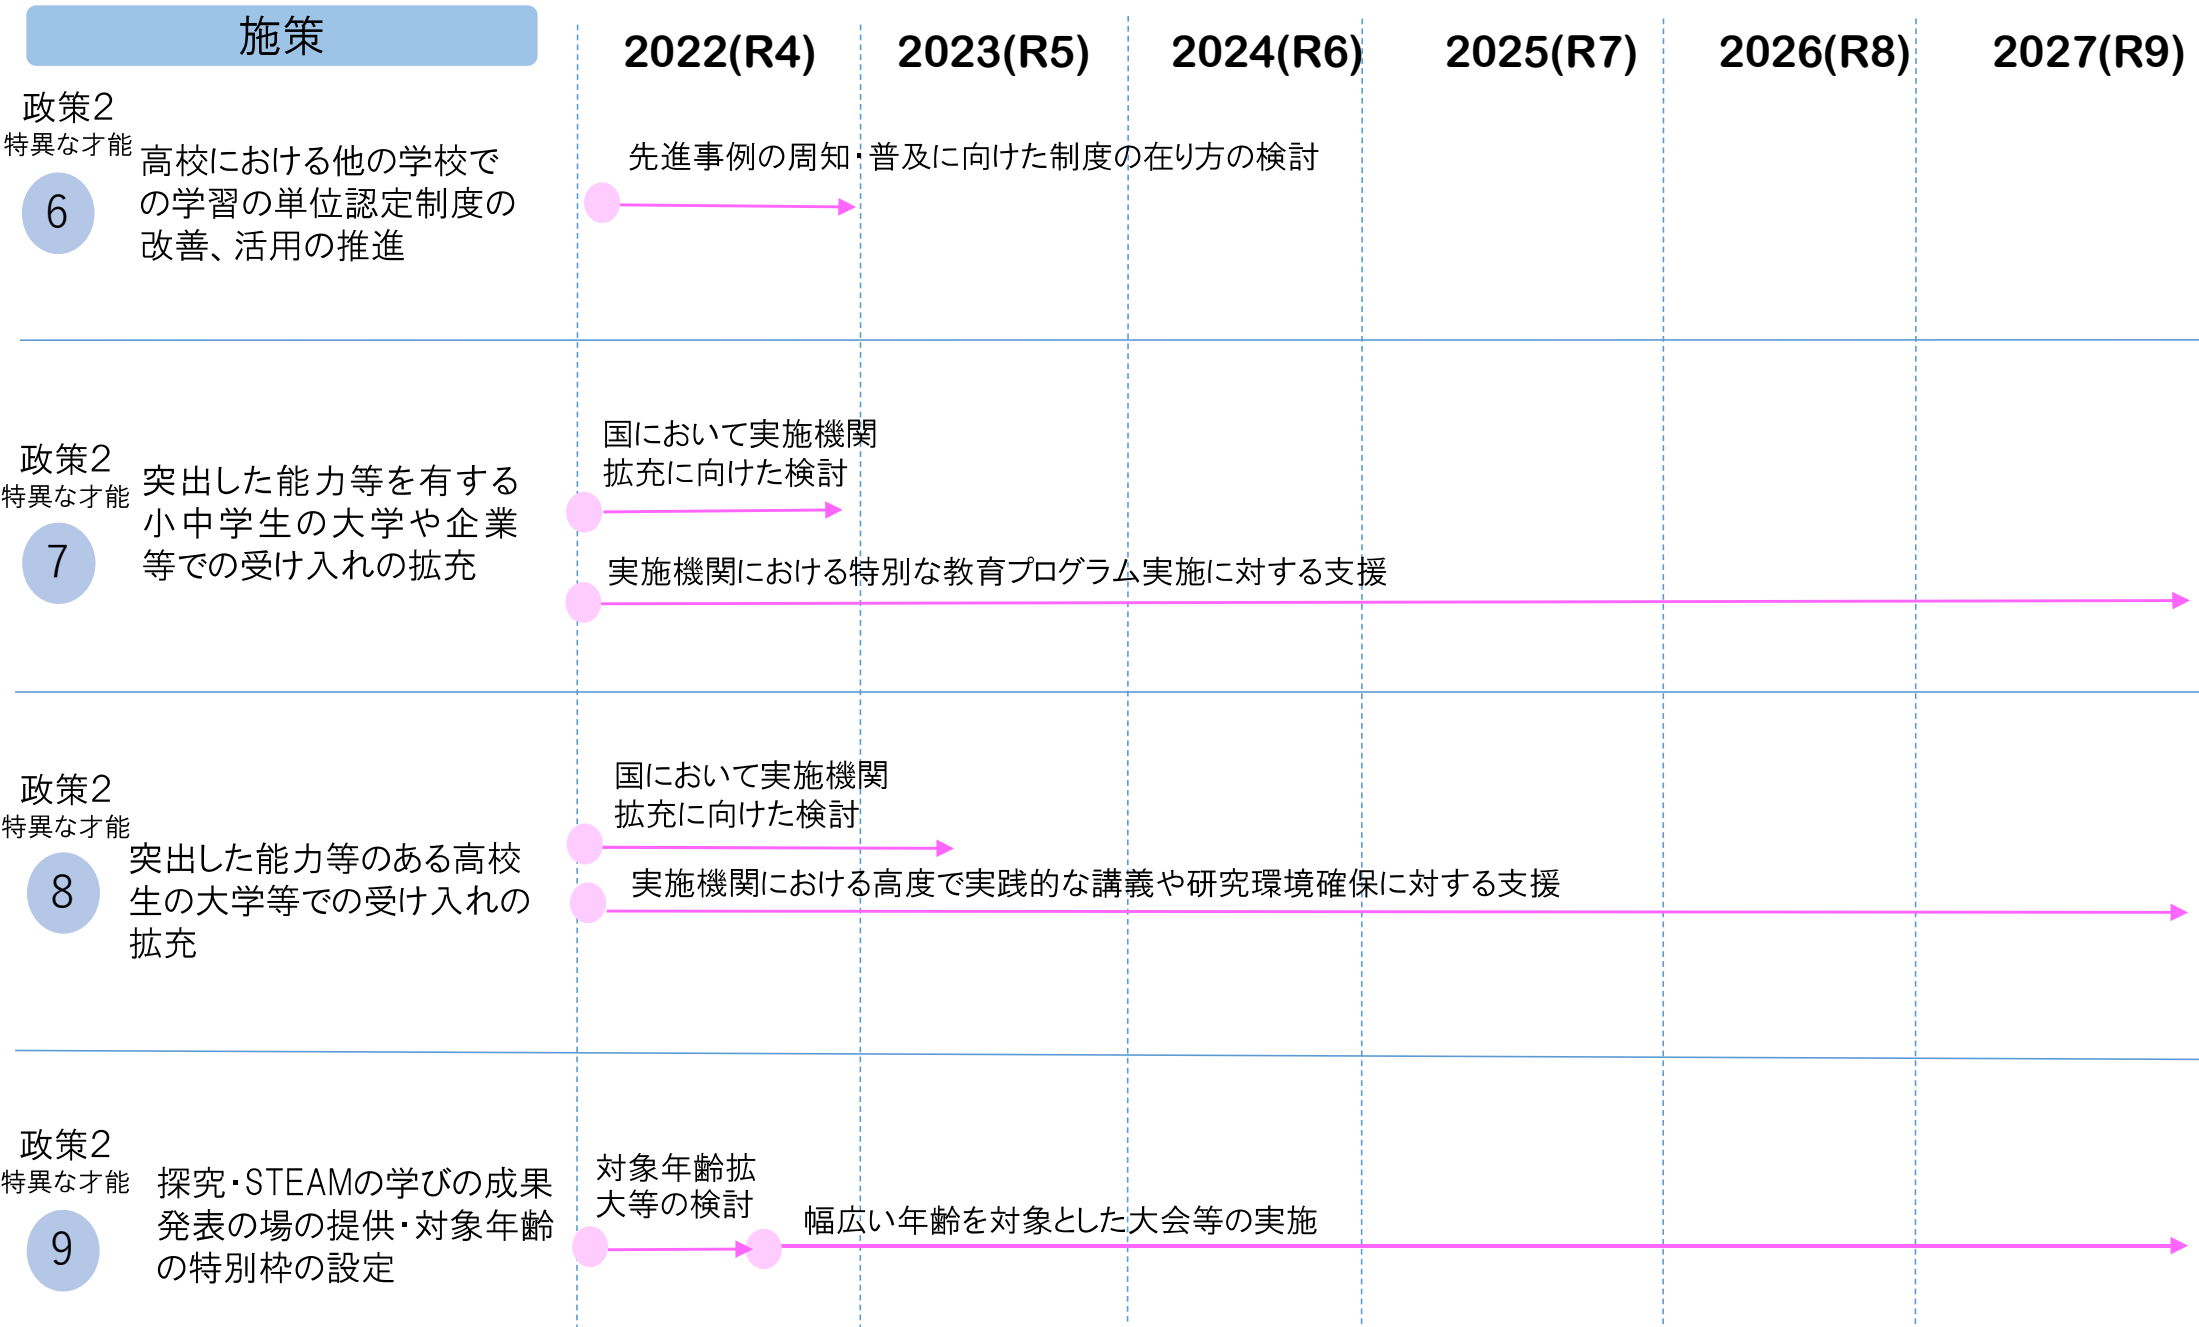 施策
2022(R4) 2023(R5) 2024(R6) 2025(R7) 2026(R8) 2027(R9)
政策2
特異な才能
6
高校における他の学校で
の学習の単位認定制度の
改善、活用の推進
先進事例の周知・普及に向けた制度の在り方の検討
政策2
特異な才能
7
突出した能力等を有する
小中学生の大学や企業
等での受け入れの拡充
国において実施機関
拡充に向けた検討
実施機関における特別な教育プログラム実施に対する支援
政策2
特異な才能
8
突出した能力等のある高校
生の大学等での受け入れの
拡充
国において実施機関
拡充に向けた検討
実施機関における高度で実践的な講義や研究環境確保に対する支援
政策2
特異な才能
9
探究・STEAMの学びの成果
発表の場の提供・対象年齢
の特別枠の設定
対象年齢拡
大等の検討
幅広い年齢を対象とした大会等の実施